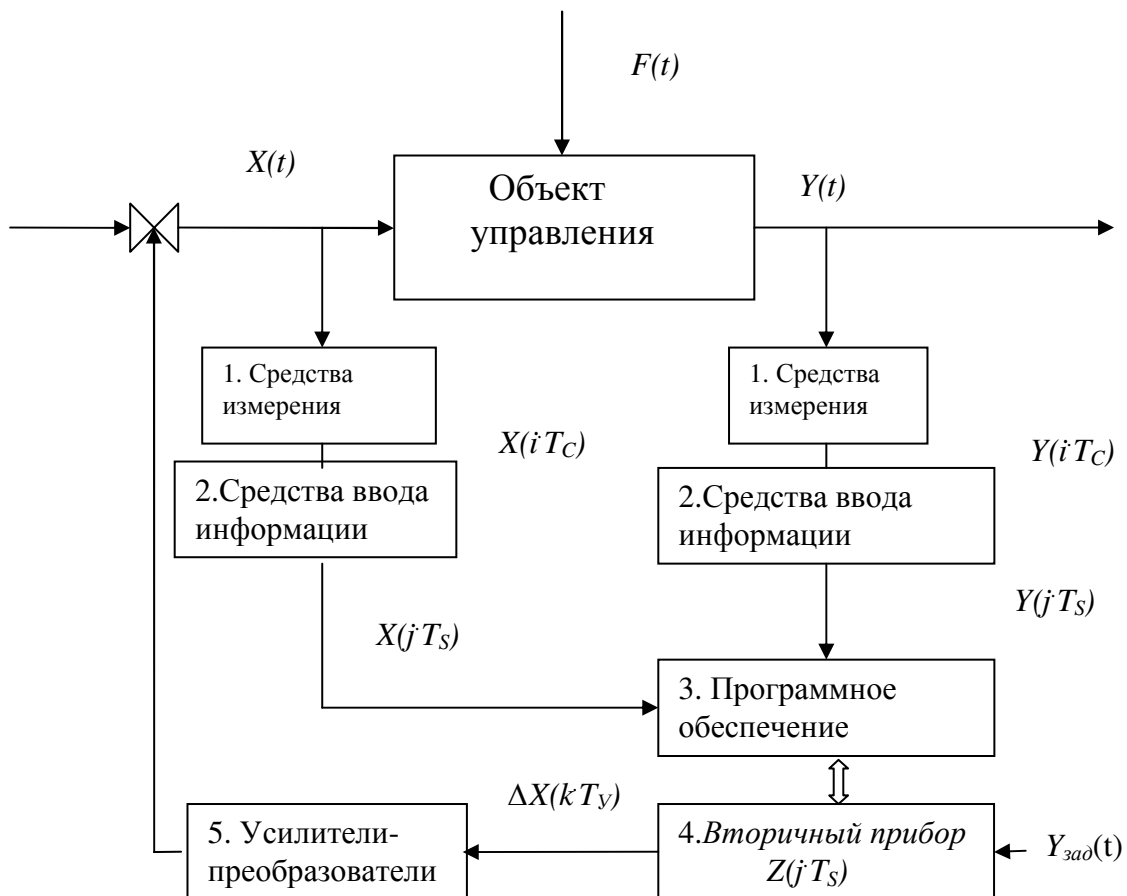 F(t)
X(t)
Объект
управления
Y(t)
1. Средства
измерения
1. Средства
измерения
X(i·T_C)
Y(i·T_C)
2.Средства ввода
информации
2. Средства ввода
информации
X(j·T_S)
Y(j·T_S)
3. Программное
обеспечение
ΔX(k·T_У)
5. Усилители-
преобразователи
4.Вторичный прибор
Z(j·T_S)
Y_зад(t)